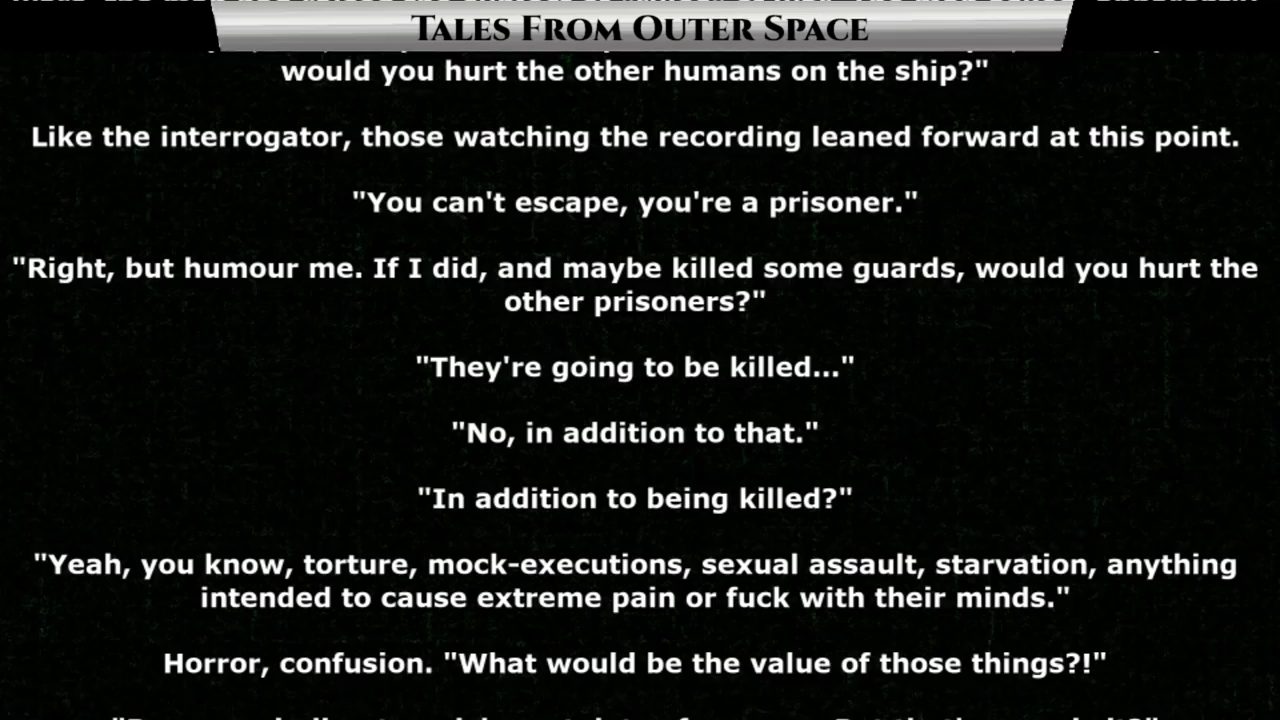 Tales From Outer Space
would you hurt the other humans on the ship?"
Like the interrogator, those watching the recording leaned forward at this point.
"You can't escape, you're a prisoner."
"Right, but humour me. If I did, and maybe killed some guards, would you hurt the
other prisoners?"
"They're going to be killed..."
"No, in addition to that."
"In addition to being killed?"
"Yeah, you know, torture, mock-executions, sexual assault, starvation, anything
intended to cause extreme pain or fuck with their minds."
Horror, confusion. "What would be the value of those things?!"